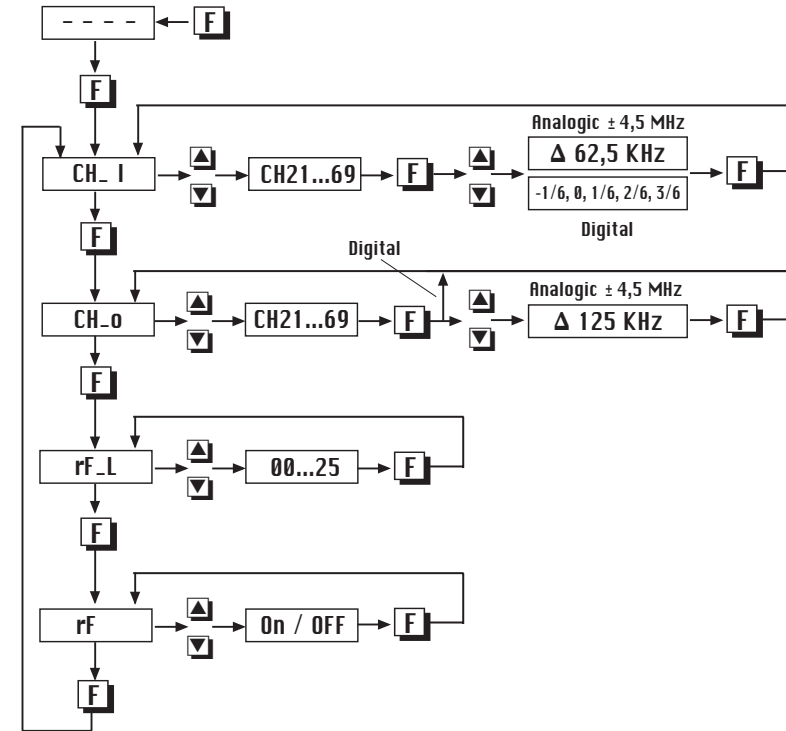 - - - - F
F
Analogic ± 4,5 MHz
CH_ I ▲ ▼ CH21...69 F ▲ ▼ Δ 62,5 KHz F
-1/6, 0, 1/6, 2/6, 3/6
Digital
F
Digital
Analogic ± 4,5 MHz
CH_o ▲ ▼ CH21...69 F ▲ ▼ Δ 125 KHz F
F
rF_L ▲ ▼ 00...25 F
F
rF ▲ ▼ On / OFF F
F